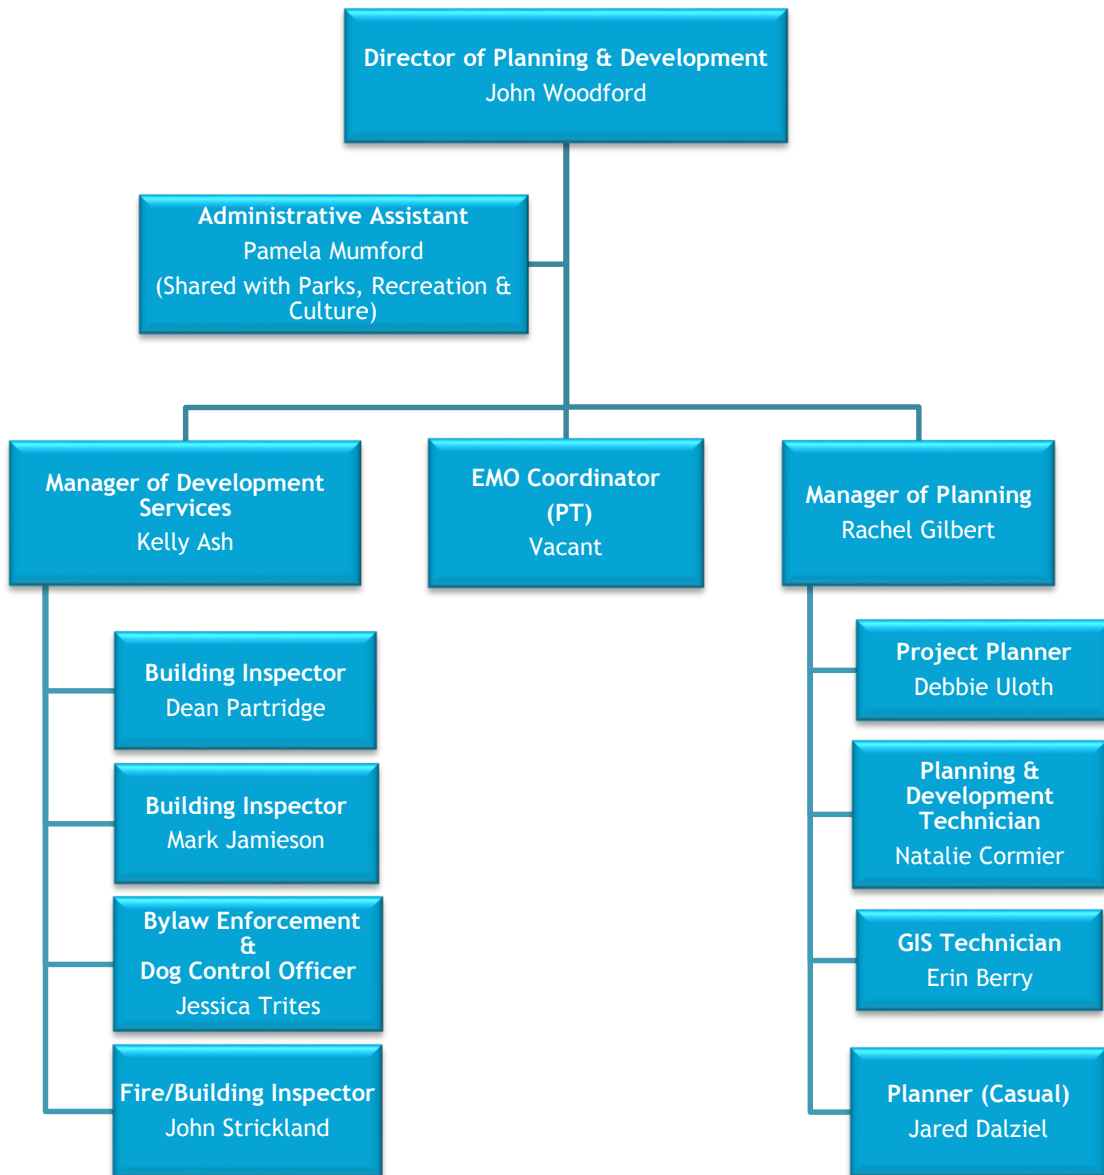 Director of Planning & Development
John Woodford
Administrative Assistant
Pamela Mumford
(Shared with Parks, Recreation &
Culture)
Manager of Development
Services
Kelly Ash
EMO Coordinator
(PT)
Vacant
Manager of Planning
Rachel Gilbert
Building Inspector
Dean Partridge
Building Inspector
Mark Jamieson
Bylaw Enforcement
&
Dog Control Officer
Jessica Trites
Fire/Building Inspector
John Strickland
Project Planner
Debbie Uloth
Planning &
Development
Technician
Natalie Cormier
GIS Technician
Erin Berry
Planner (Casual)
Jared Dalziel